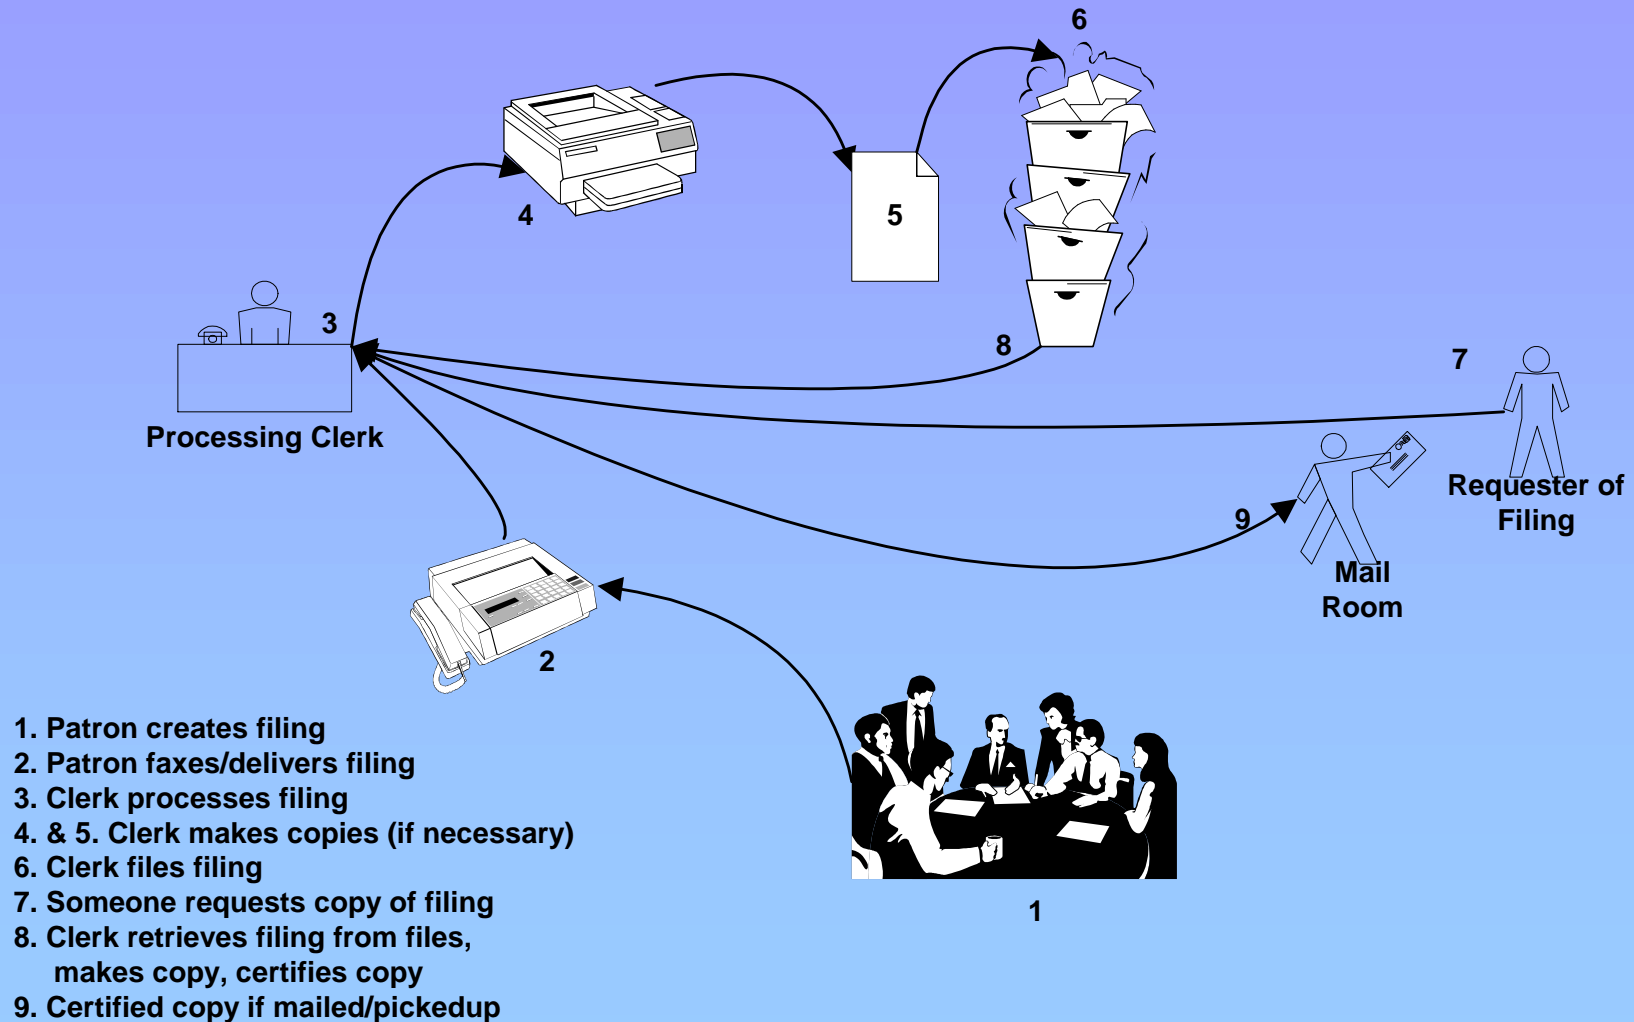 6
4
5
3
8
7
Processing Clerk
Requester of
Filing
9
Mail
Room
2
1. Patron creates filing
2. Patron faxes/delivers filing
3. Clerk processes filing
4. & 5. Clerk makes copies (if necessary)
6. Clerk files filing
7. Someone requests copy of filing
8. Clerk retrieves filing from files,
makes copy, certifies copy
9. Certified copy if mailed/pickedup
1